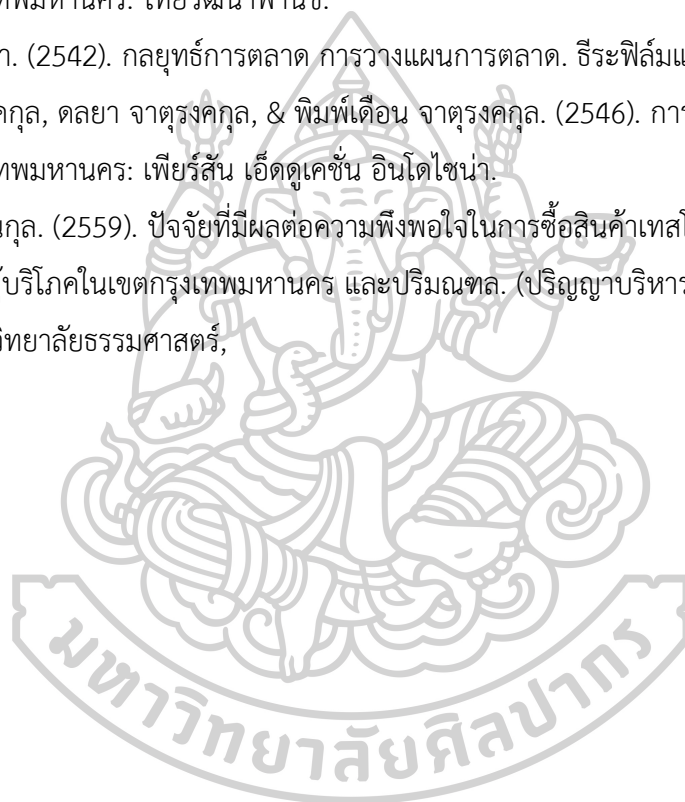 ทพมหานคร: ไทยวัฒนาพานิช.
า. (2542). กลยุทธ์การตลาด การวางแผนการตลาด. ธีระฟิล์มแ
คกุล, ดลยา จาตุรงคกุล, & พิมพ์เดือน จาตุรงคกุล. (2546). การ
ทพมหานคร: เพียร์สัน เอ็ดดูเคชั่น อินโดไชน่า.
นกุล. (2559). ปัจจัยที่มีผลต่อความพึงพอใจในการซื้อสินค้าเทสโ
บริโภคในเขตกรุงเทพมหานคร และปริมณฑล. (ปริญญาบริหาร
วิทยาลัยธรรมศาสตร์,
มหาวิทยาลัยศิลปากร